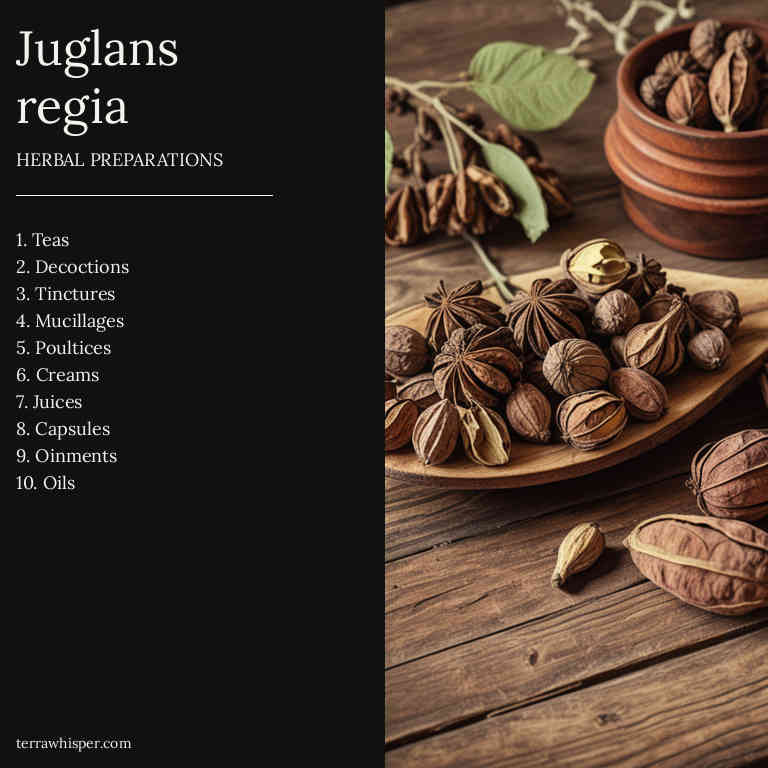 Juglans
regia
HERBAL PREPARATIONS
1. Teas
2. Decoctions
3. Tinctures
4. Mucillages
5. Poultices
6. Creams
7. Juices
8. Capsules
9. Oinments
10. Oils
terrawhisper.com